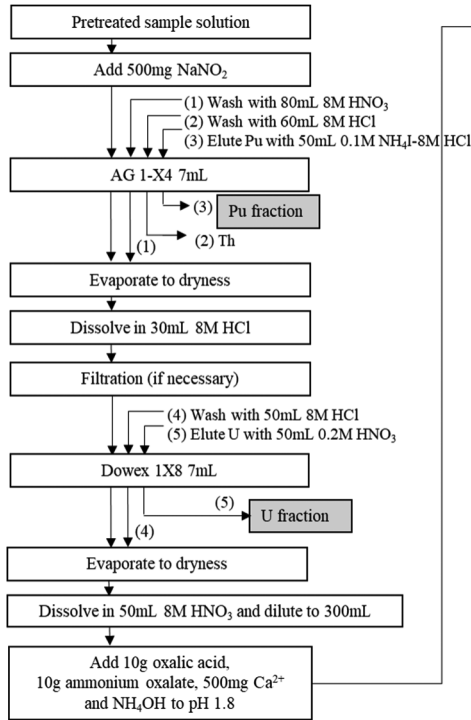 Pretreated sample solution
Add 500mg NaNO₂
(1) Wash with 80mL 8M HNO₃
(2) Wash with 60mL 8M HCl
(3) Elute Pu with 50mL 0.1M NH₄I-8M HCl
AG 1-X4 7mL
(3)
Pu fraction
(1)
(2) Th
Evaporate to dryness
Dissolve in 30mL 8M HCl
Filtration (if necessary)
(4) Wash with 50mL 8M HCl
(5) Elute U with 50mL 0.2M HNO₃
Dowex 1X8 7mL
(5)
U fraction
(4)
Evaporate to dryness
Dissolve in 50mL 8M HNO₃ and dilute to 300mL
Add 10g oxalic acid,
10g ammonium oxalate, 500mg Ca²⁺
and NH₄OH to pH 1.8